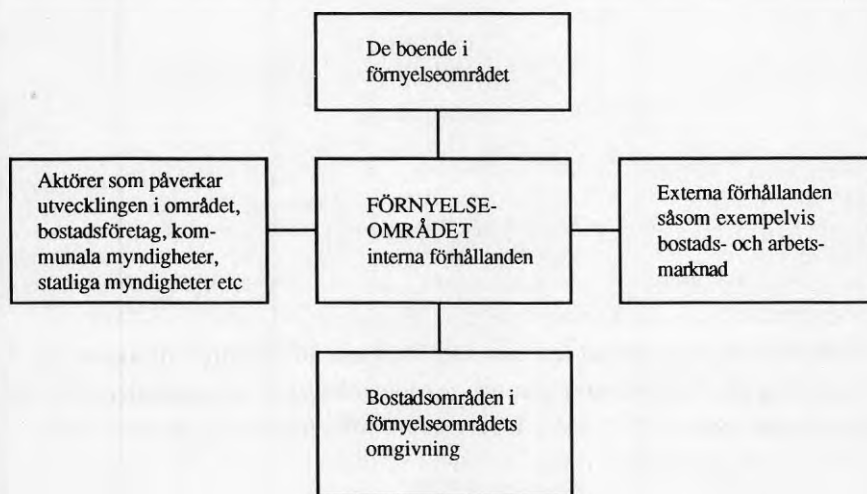 De boende i
förnyelseområdet
Aktörer som påverkar
utvecklingen i området,
bostadsföretag, kom-
munala myndigheter,
statliga myndigheter etc
FÖRNYELSE-
OMRÅDET
interna förhållanden
Externa förhållanden
såsom exempelvis
bostads- och arbets-
marknad
Bostadsområden i
förnyelseområdets
omgivning